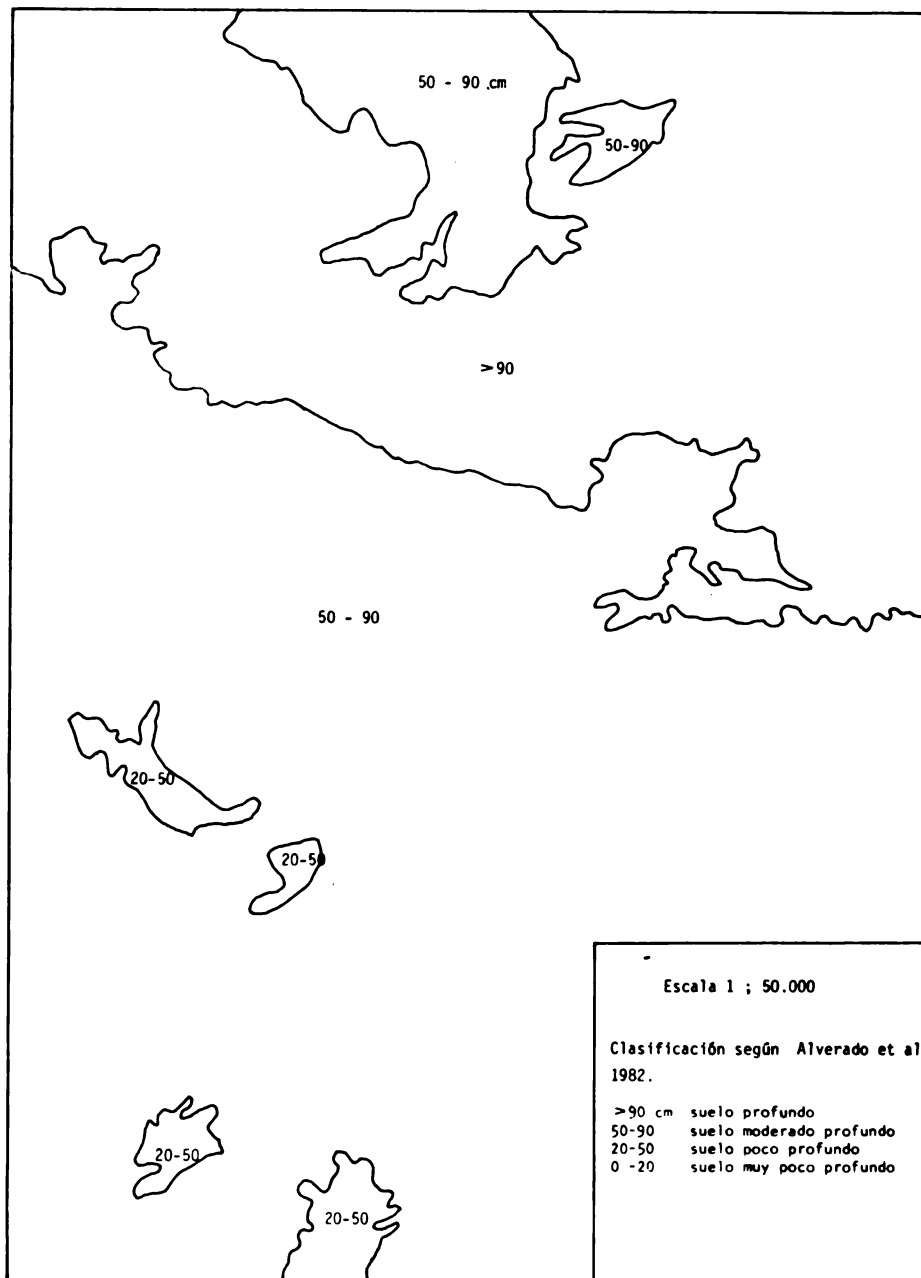 50 - 90 .cm
50-90
>90
50 - 90
20-50
20-50
20-50
20-50
Escala 1 ; 50.000
Clasificación según Alverado et al
1982.
>90 cm suelo profundo
50-90 suelo moderado profundo
20-50 suelo poco profundo
0 -20 suelo muy poco profundo